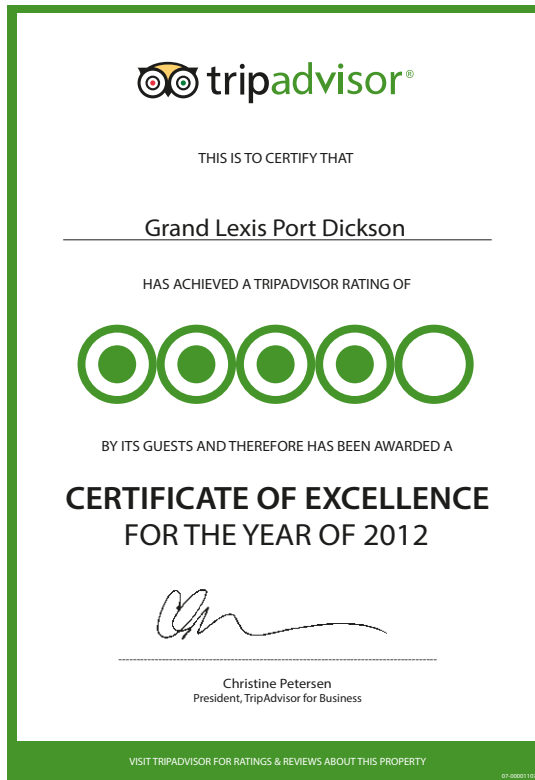 tripadvisor®
THIS IS TO CERTIFY THAT
Grand Lexis Port Dickson
HAS ACHIEVED A TRIPADVISOR RATING OF
BY ITS GUESTS AND THEREFORE HAS BEEN AWARDED A
CERTIFICATE OF EXCELLENCE
FOR THE YEAR OF 2012
Christine Petersen
President, TripAdvisor for Business
VISIT TRIPADVISOR FOR RATINGS & REVIEWS ABOUT THIS PROPERTY